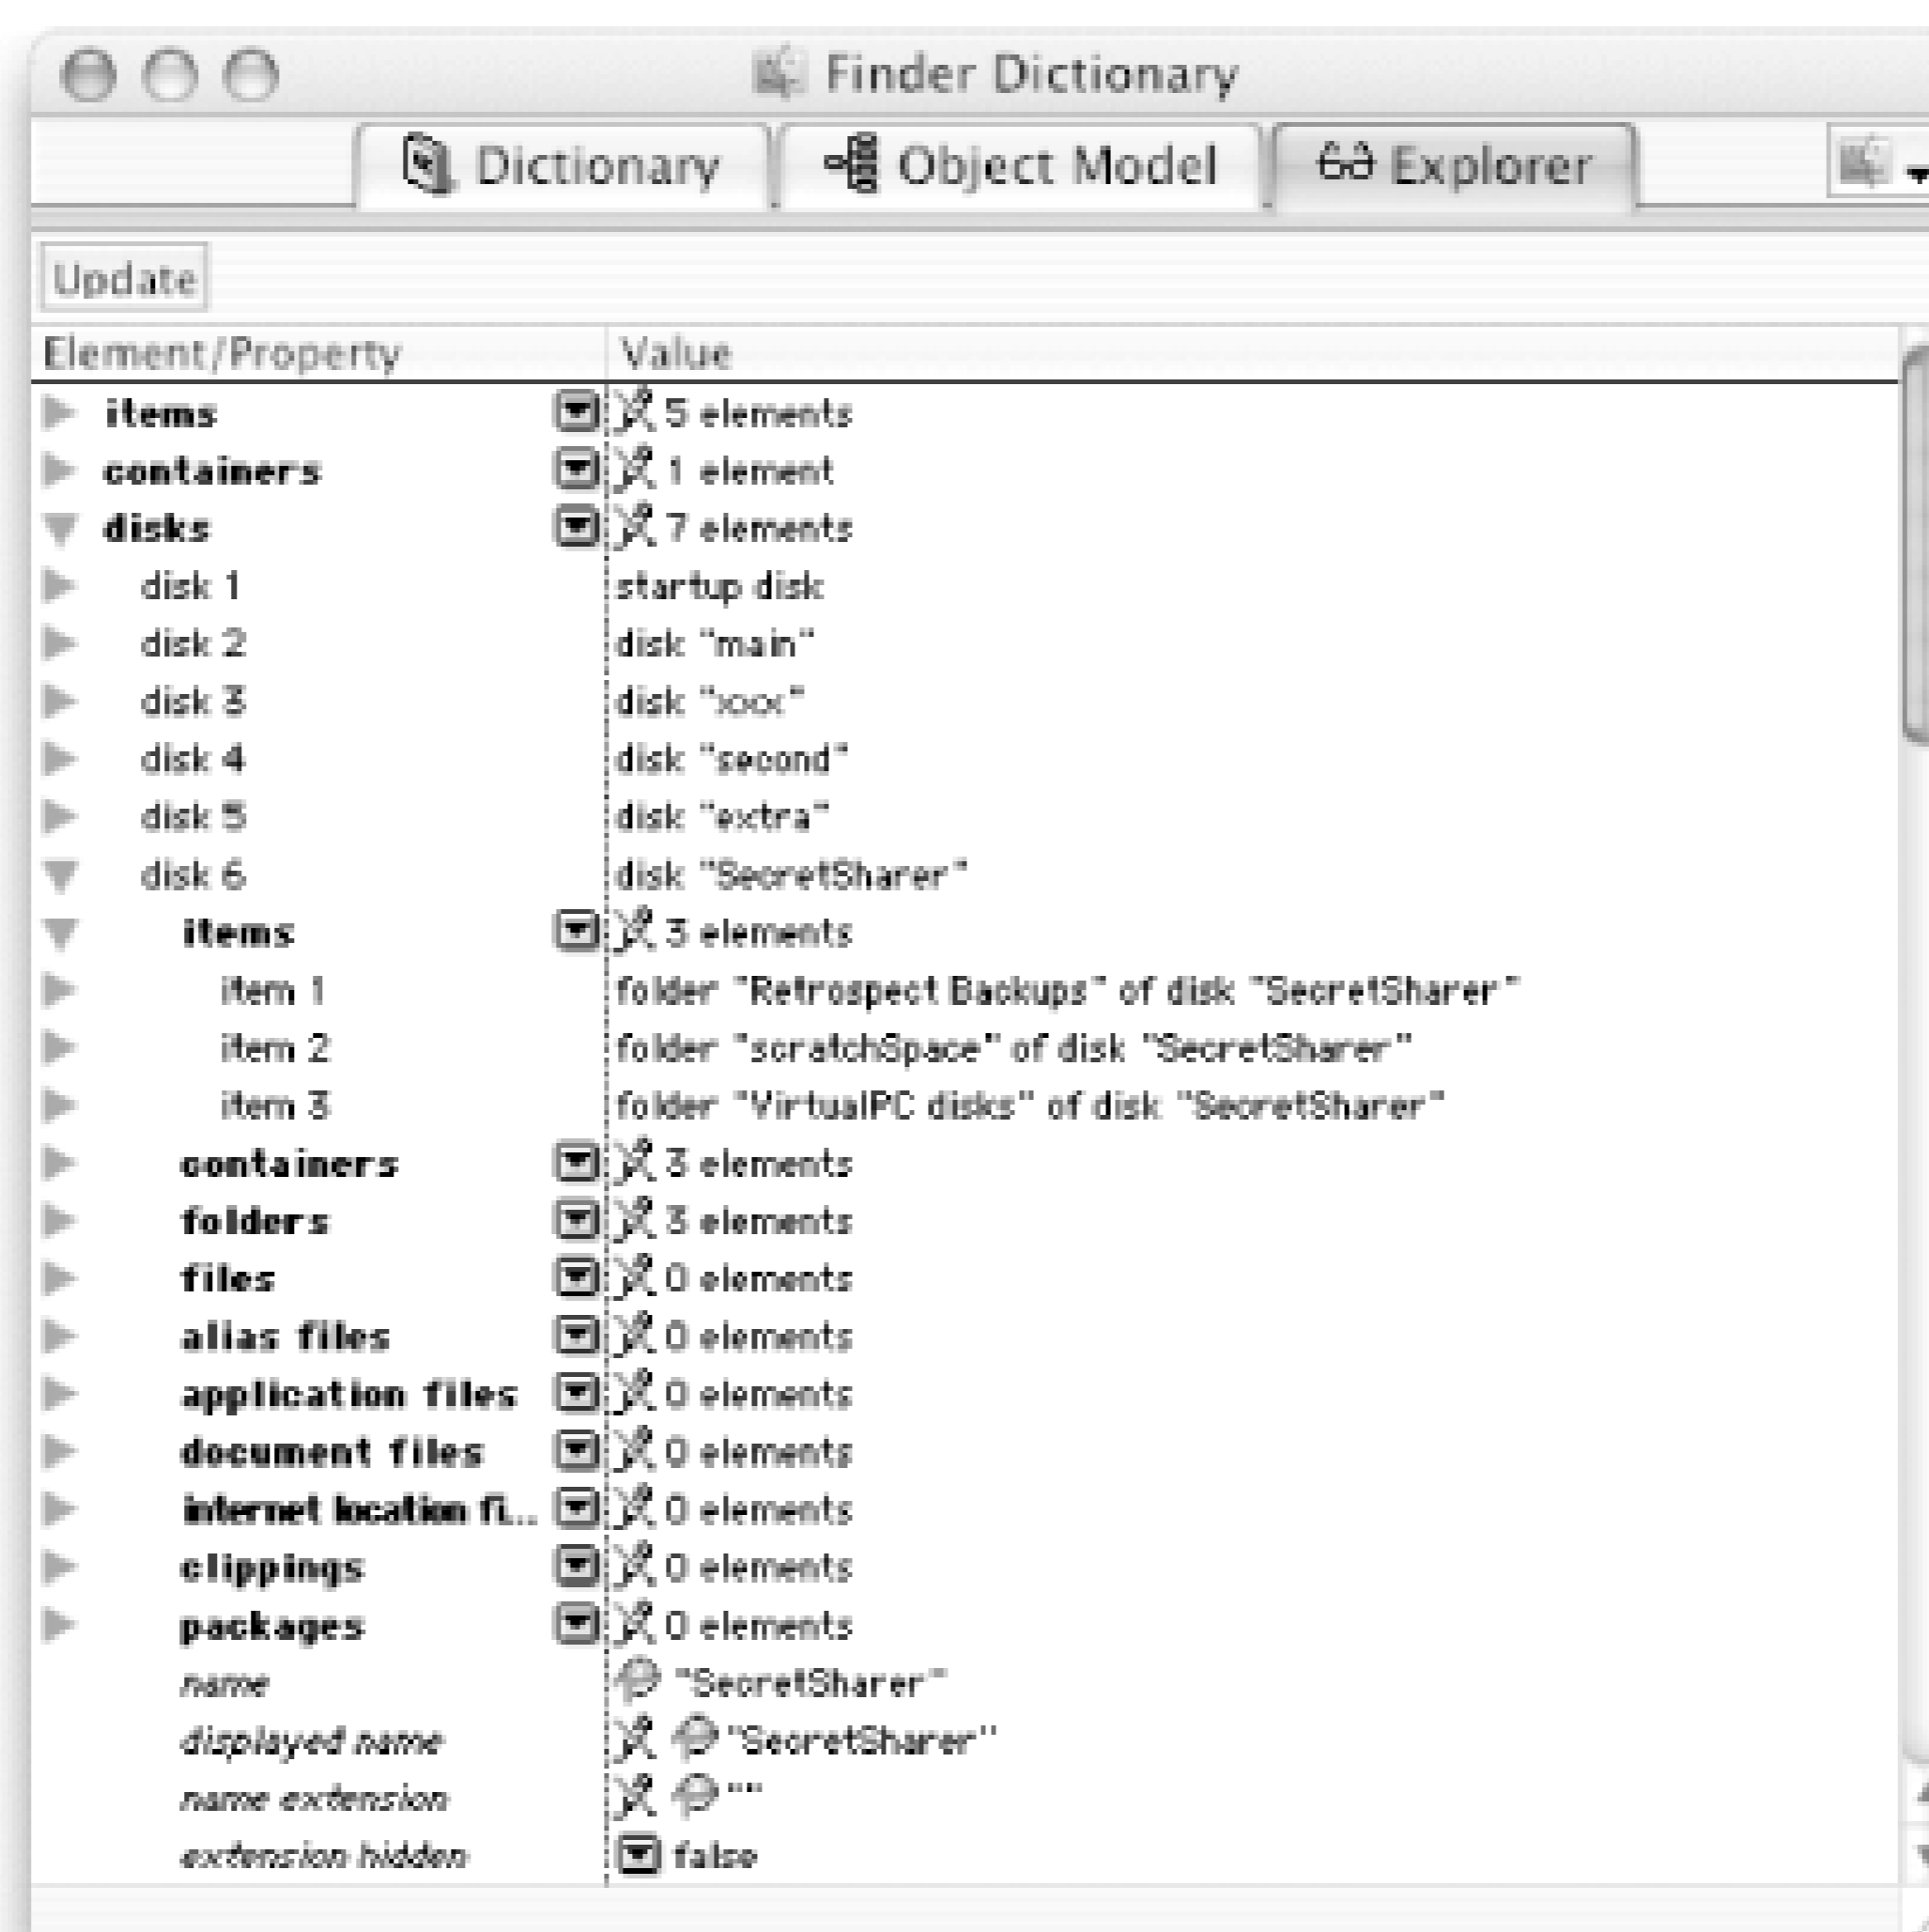 Finder Dictionary
Dictionary Object Model Explorer
Update
Element/Property Value
items 5 elements
containers 1 element
disks 7 elements
disk 1 startup disk
disk 2 disk "main"
disk 3 disk "xxx"
disk 4 disk "second"
disk 5 disk "extra"
disk 6 disk "SecretSharer"
items 3 elements
item 1 folder "Retrospect Backups" of disk "SecretSharer"
item 2 folder "scratchSpace" of disk "SecretSharer"
item 3 folder "VirtualPC disks" of disk "SecretSharer"
containers 3 elements
folders 3 elements
files 0 elements
alias files 0 elements
application files 0 elements
document files 0 elements
internet location fi... 0 elements
clippings 0 elements
packages 0 elements
name "SecretSharer"
displayed name "SecretSharer"
name extension ""
extension hidden false